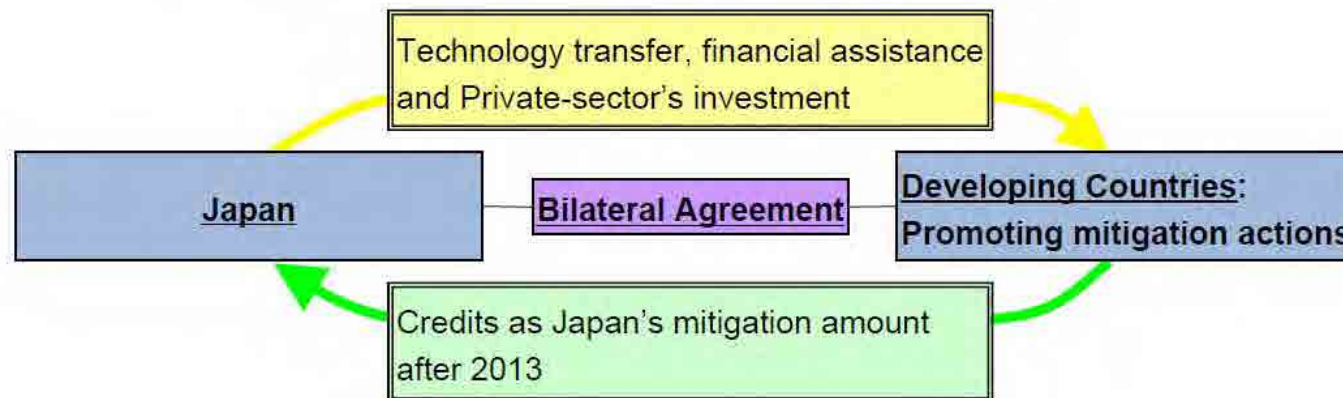 Technology transfer, financial assistance
and Private-sector's investment
Japan
Bilateral Agreement
Developing Countries:
Promoting mitigation actions
Credits as Japan's mitigation amount
after 2013